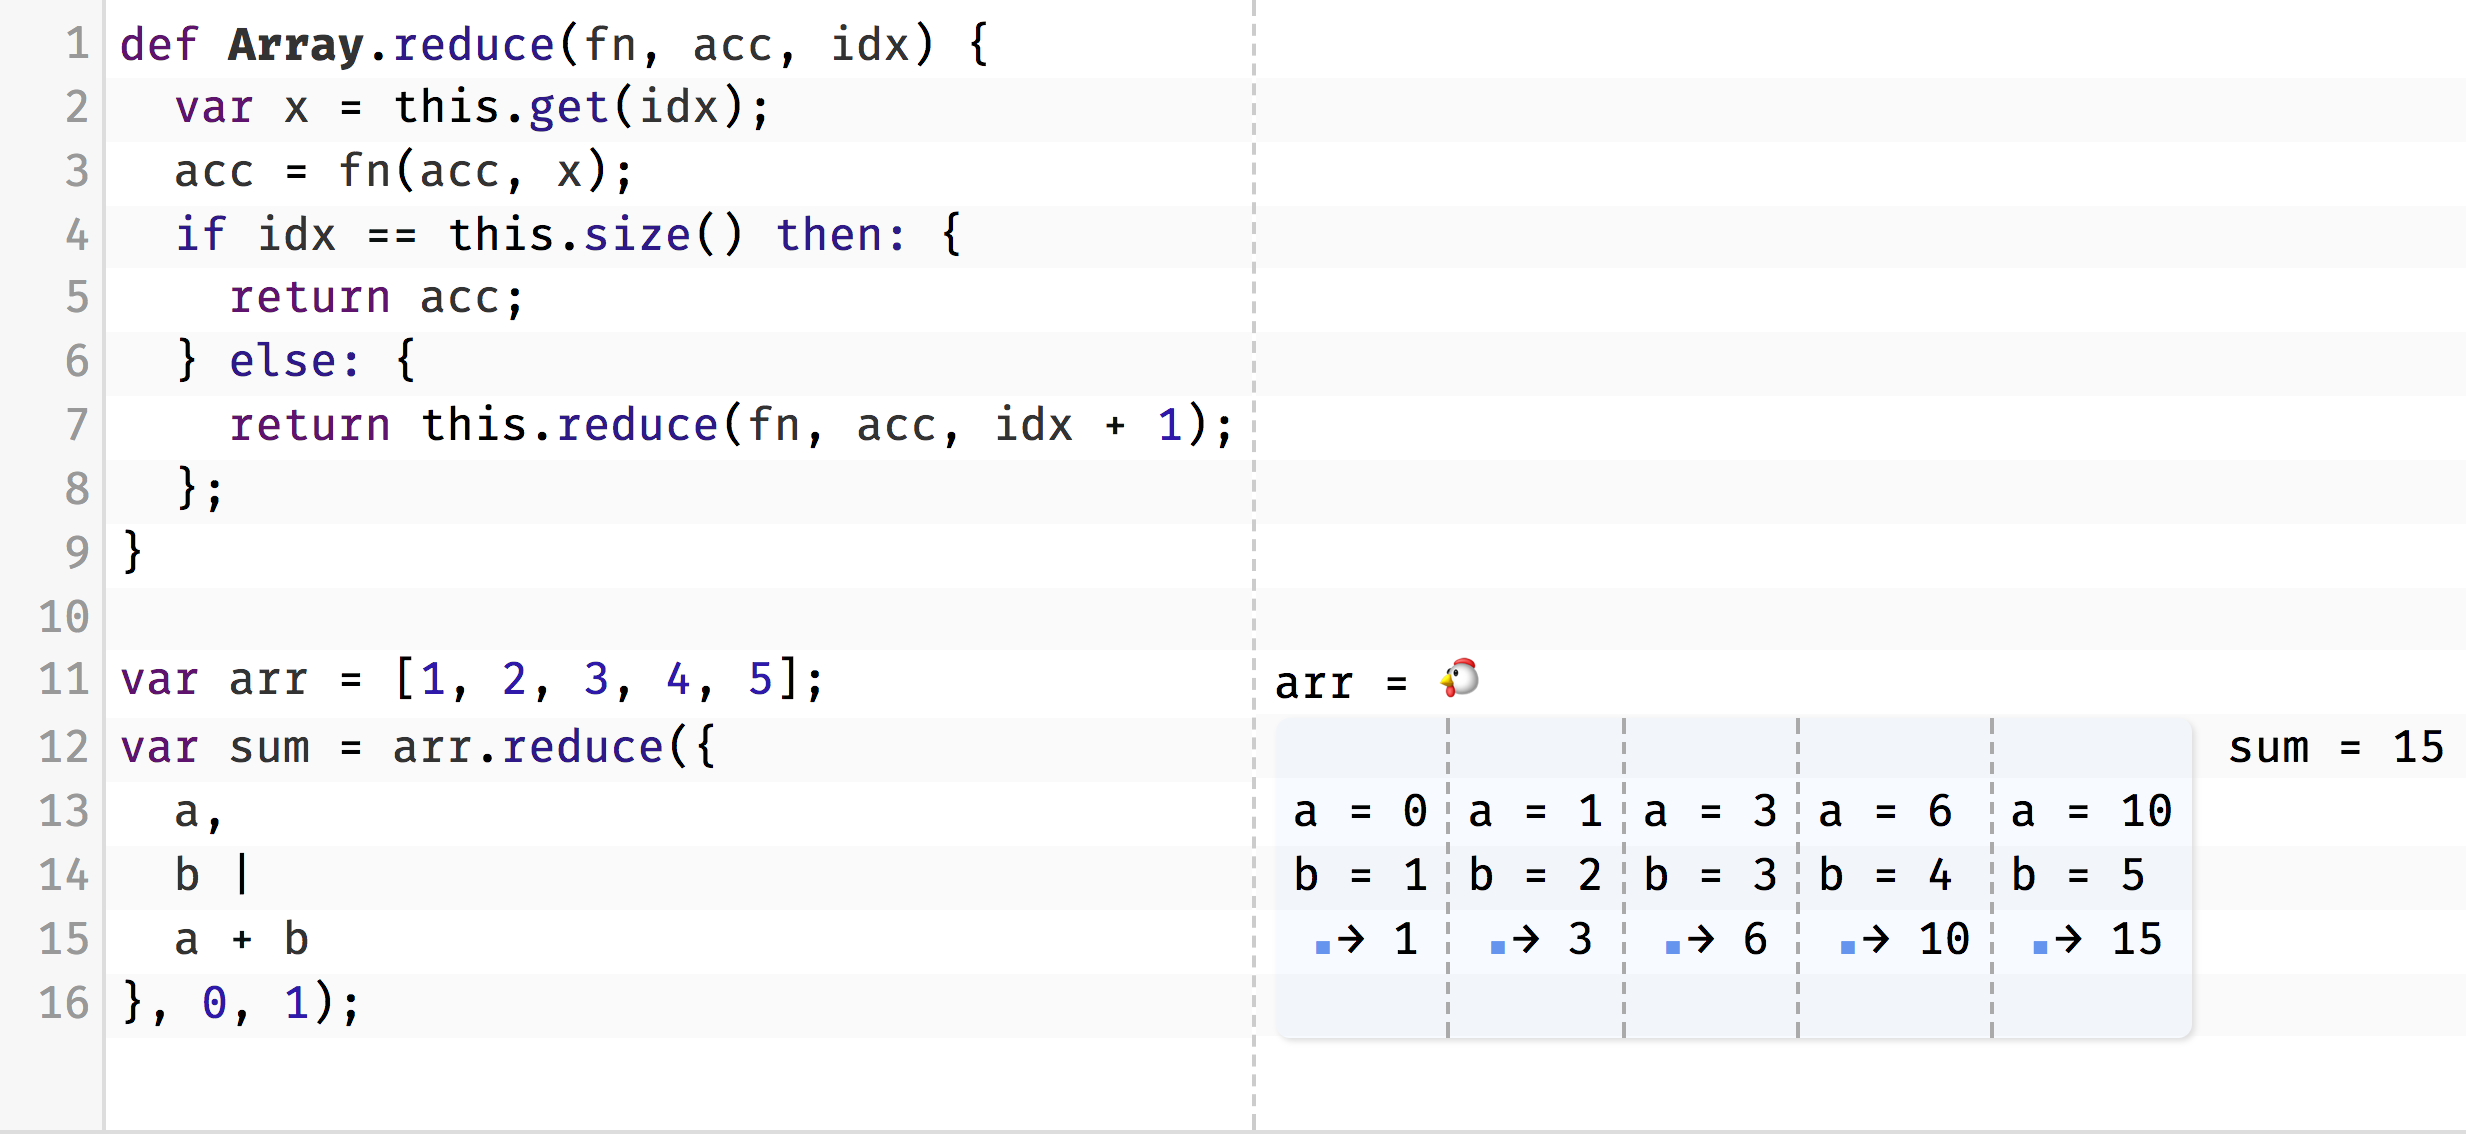 1 def Array.reduce(fn, acc, idx) {
2   var x = this.get(idx);
3   acc = fn(acc, x);
4   if idx == this.size() then: {
5     return acc;
6   } else: {
7     return this.reduce(fn, acc, idx + 1);
8   };
9 }
10
11 var arr = [1, 2, 3, 4, 5]; arr = 🐔
12 var sum = arr.reduce({ sum = 15
13   a, a = 0 a = 1 a = 3 a = 6 a = 10
14   b | b = 1 b = 2 b = 3 b = 4 b = 5
15   a + b → 1 → 3 → 6 → 10 → 15
16 }, 0, 1);